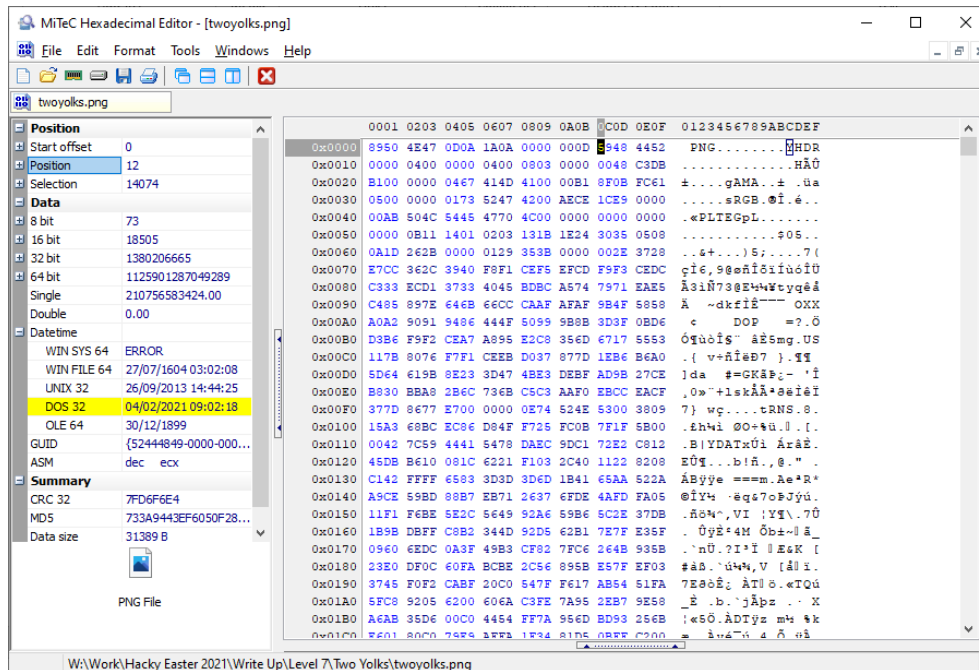 MiTeC Hexadecimal Editor - [twoyolks.png]
File Edit Format Tools Windows Help
twoyolks.png
Position
Start offset 0
Position 12
Selection 14074
Data
8 bit 73
16 bit 18505
32 bit 1380206665
64 bit 1125901287049289
Single 210756583424.00
Double 0.00
Datetime
WIN SYS 64 ERROR
WIN FILE 64 27/07/1604 03:02:08
UNIX 32 26/09/2013 14:44:25
DOS 32 04/02/2021 09:02:18
OLE 64 30/12/1899
GUID {52444849-0000-000...
ASM dec ecx
Summary
CRC 32 7FD6F6E4
MD5 733A9443EF6050F28...
Data size 31389 B
PNG File
0001 0203 0405 0607 0809 0A0B 0C0D 0E0F 0123456789ABCDEF
0x0000 8950 4E47 0D0A 1A0A 0000 000D 5948 4452 PNG........YHDR
0x0010 0000 0400 0000 0400 0803 0000 0048 C3DB .............HÃÛ
0x0020 B100 0000 0467 414D 4100 00B1 8F0B FC61
0x0030 0500 0000 0173 5247 4200 AECE 1CE9 0000
0x0040 00AB 504C 5445 4770 4C00 0000 0000 0000 .«PLTEGpL.......
0x0050 0000 0B11 1401 0203 131B 1E24 3035 0508 ...........$05..
0x0060 0A1D 262B 0000 0129 353B 0000 002E 3728 ..&+...)5;....7(
0x0070 E7CC 362C 3940 F8F1 CEF5 EFCD F9F3 CEDC
0x0080 C333 ECD1 3733 4045 BDBC A574 7971 EAE5
0x0090 C485 897E 646B 66CC CAAF AFAF 9B4F 5858
0x00A0 A0A2 9091 9486 444F 5099 9B8B 3D3F 0BD6
0x00B0 D3B6 F9F2 CEA7 A895 E2C8 356D 6717 5553
0x00C0 117B 8076 F7F1 CEEB D037 877D 1EB6 B6A0
0x00D0 5D64 619B 8E23 3D47 4BE3 DEBF AD9B 27CE
0x00E0 B830 BBA8 2B6C 736B C5C3 AAF0 EBCC EACF
0x00F0 377D 8677 E700 0000 0E74 524E 5300 3809
0x0100 15A3 68BC EC86 D84F F725 FC0B 7F1F 5B00
0x0110 0042 7C59 4441 5478 DAEC 9DC1 72E2 C812
0x0120 45DB B610 081C 6221 F103 2C40 1122 8208
0x0130 C142 FFFF 6583 3D3D 3D6D 1B41 65AA 522A
0x0140 A9CE 59BD 88B7 EB71 2637 6FDE 4AFD FA05
0x0150 11F1 F6BE 5E2C 5649 92A6 59B6 5C2E 37DB
0x0160 1B9B DBFF C8B2 344D 92D5 62B1 7E7F E35F
0x0170 0960 6EDC 0A3F 49B3 CF82 7FC6 264B 935B
0x0180 23E0 DF0C 60FA BCBE 2C56 895B E57F EF03
0x0190 3745 F0F2 CABF 20C0 547F F617 AB54 51FA
0x01A0 5FC8 9205 6200 606A C3FE 7A95 2EB7 9E58
0x01B0 A6AB 35D6 00C0 4454 FF7A 956D BD93 256B
W:\Work\Hacky Easter 2021\Write Up\Level 7\Two Yolks\twoyolks.png